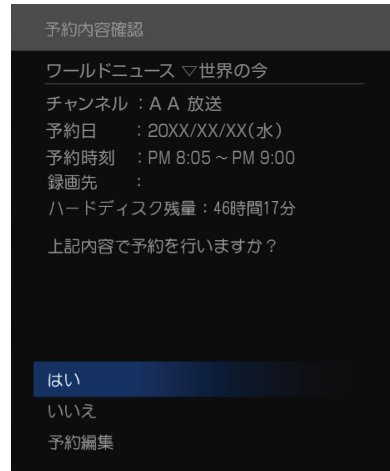 予約内容確認
ワールドニュース ▽世界の今
チャンネル ：A A 放送
予約日　：20XX/XX/XX(水)
予約時刻　：PM 8:05 ~ PM 9:00
録画先　：
ハードディスク残量：46時間17分
上記内容で予約を行いますか？
はい
いいえ
予約編集